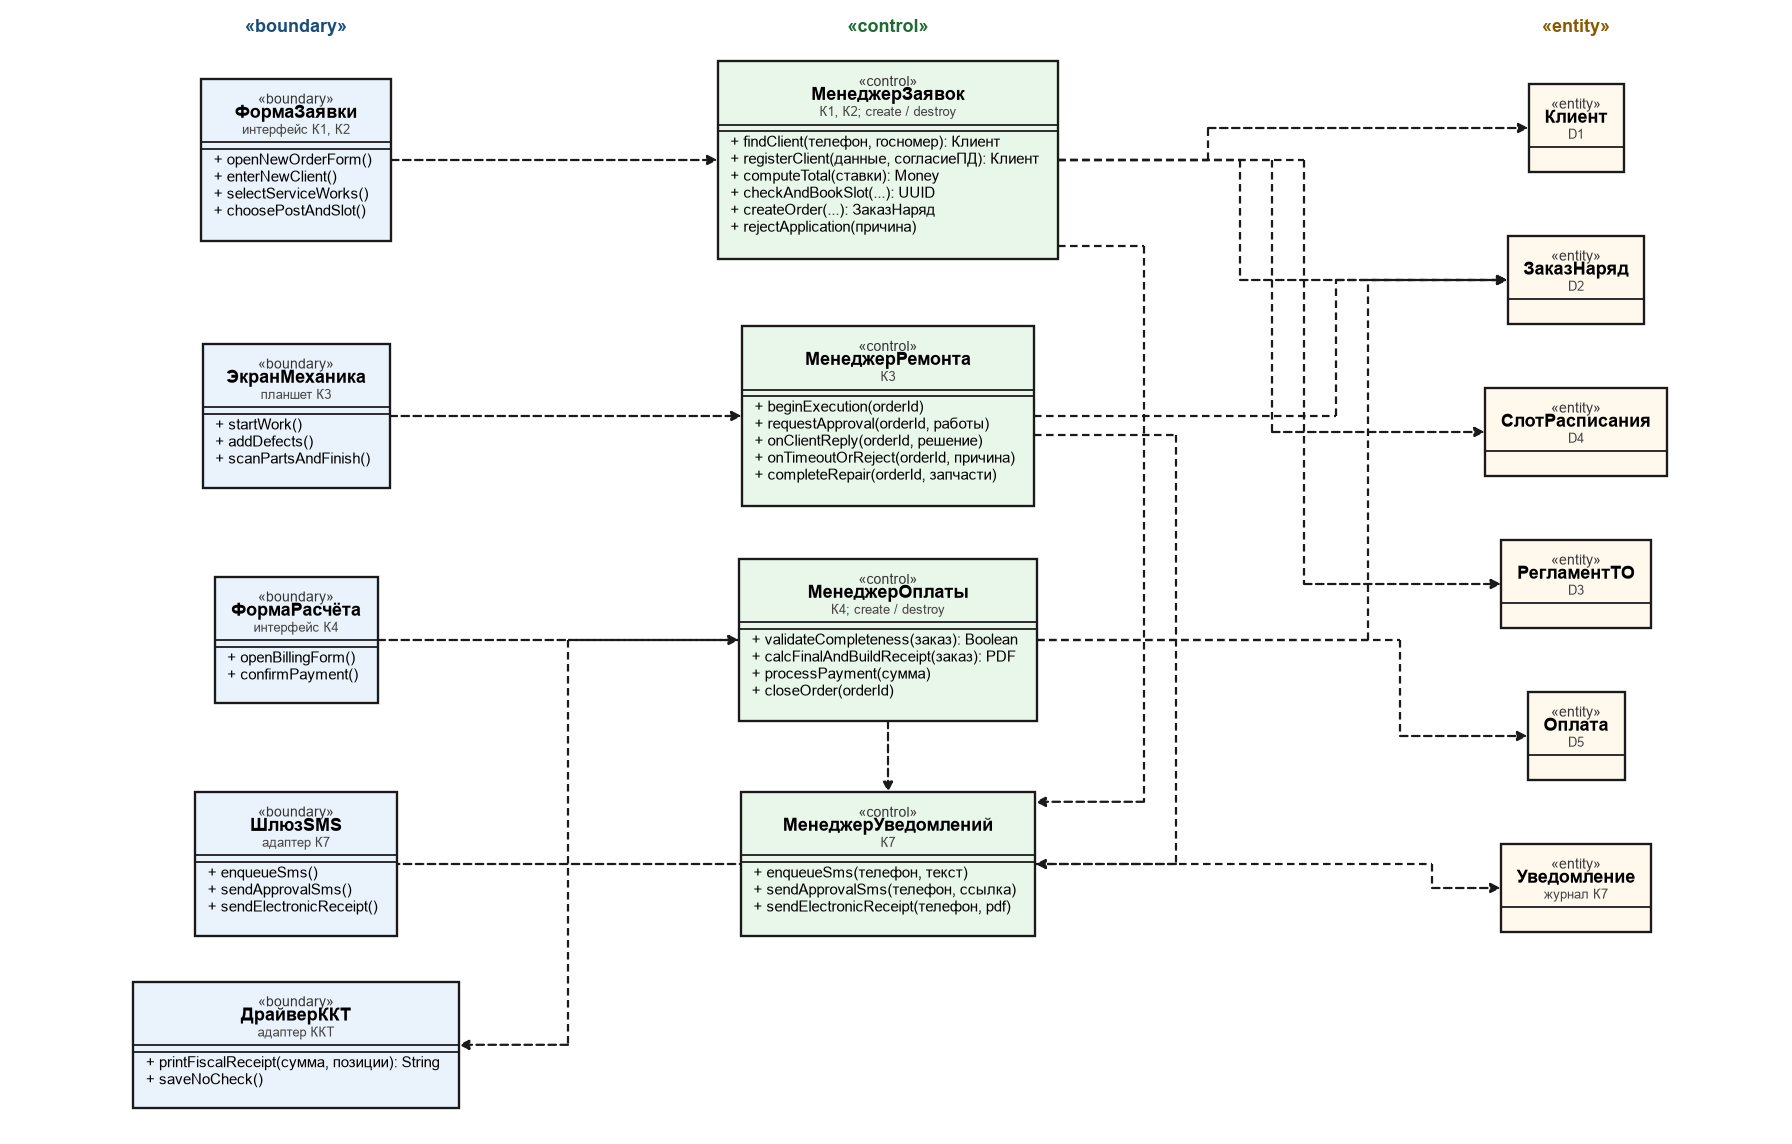 «boundary»
«control»
«entity»
«boundary»
ФормаЗаявки
интерфейс К1, К2
+ openNewOrderForm()
+ enterNewClient()
+ selectServiceWorks()
+ choosePostAndSlot()
«control»
МенеджерЗаявок
К1, К2; create / destroy
+ findClient(телефон, госномер): Клиент
+ registerClient(данные, согласиеПД): Клиент
+ computeTotal(ставки): Money
+ checkAndBookSlot(...): UUID
+ createOrder(...): ЗаказНаряд
+ rejectApplication(причина)
«entity»
Клиент
D1
«entity»
ЗаказНаряд
D2
«boundary»
ЭкранМеханика
планшет К3
+ startWork()
+ addDefects()
+ scanPartsAndFinish()
«control»
МенеджерРемонта
К3
+ beginExecution(orderId)
+ requestApproval(orderId, работы)
+ onClientReply(orderId, решение)
+ onTimeoutOrReject(orderId, причина)
+ completeRepair(orderId, запчасти)
«entity»
СлотРасписания
D4
«entity»
РегламентТО
D3
«boundary»
ФормаРасчёта
интерфейс К4
+ openBillingForm()
+ confirmPayment()
«control»
МенеджерОплаты
К4; create / destroy
+ validateCompleteness(заказ): Boolean
+ calcFinalAndBuildReceipt(заказ): PDF
+ processPayment(сумма)
+ closeOrder(orderId)
«entity»
Оплата
D5
«boundary»
ШлюзSMS
адаптер К7
+ enqueueSms()
+ sendApprovalSms()
+ sendElectronicReceipt()
«control»
МенеджерУведомлений
К7
+ enqueueSms(телефон, текст)
+ sendApprovalSms(телефон, ссылка)
+ sendElectronicReceipt(телефон, pdf)
«entity»
Уведомление
журнал К7
«boundary»
ДрайверККТ
адаптер ККТ
+ printFiscalReceipt(сумма, позиции): String
+ saveNoCheck()